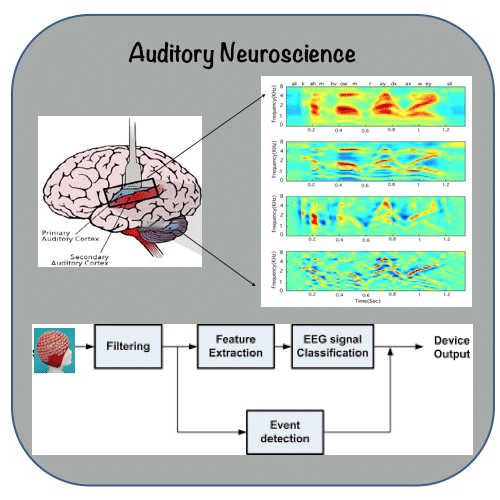 Auditory Neuroscience
sil k ah m hv ow m r ay dx ax w ey sil
Frequency(KHz)
8
4
2
0
0.2 0.4 0.6 0.8 1 1.2
Frequency(KHz)
8
4
2
0
0.2 0.4 0.6 0.8 1 1.2
Frequency(KHz)
8
4
2
0
0.2 0.4 0.6 0.8 1 1.2
Frequency(KHz)
8
4
2
0
0.2 0.4 0.6 0.8 1 1.2
Time(Sec)
Primary
Auditory Cortex
Secondary
Auditory Cortex
Filtering
Feature
Extraction
EEG signal
Classification
Device
Output
Event
detection